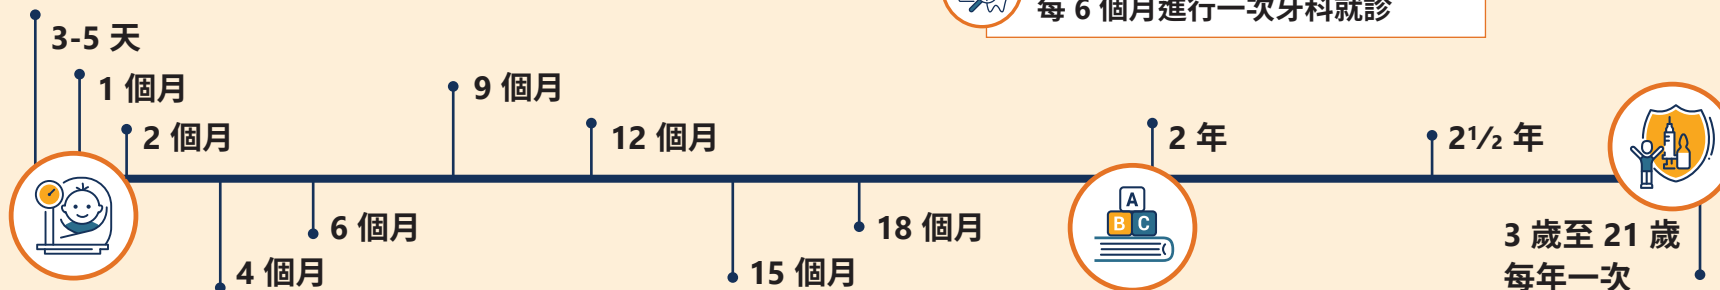 每 6 個月進行一次牙科就診
3-5 天
1 個月
2 個月
4 個月
6 個月
9 個月
12 個月
15 個月
18 個月
2 年
2½ 年
3 歲至 21 歲
每年一次
A
B C